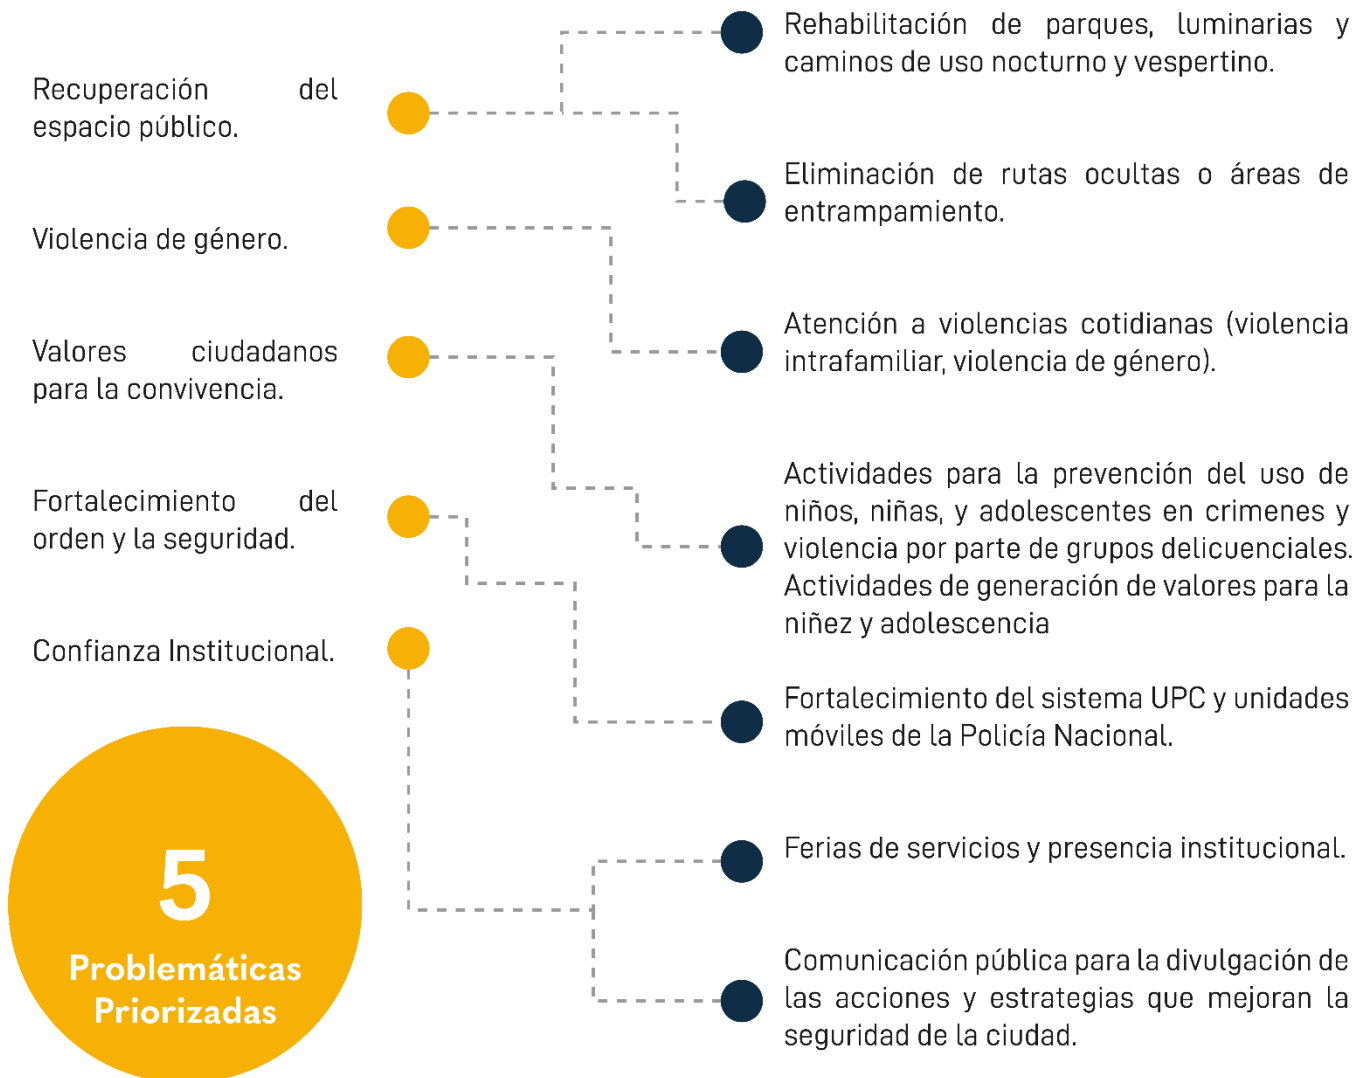 Recuperación del
espacio público.
Violencia de género.
Valores ciudadanos
para la convivencia.
Fortalecimiento del
orden y la seguridad.
Confianza Institucional.
5
Problemáticas
Priorizadas
Rehabilitación de parques, luminarias y
caminos de uso nocturno y vespertino.
Eliminación de rutas ocultas o áreas de
entrampamiento.
Atención a violencias cotidianas (violencia
intrafamiliar, violencia de género).
Actividades para la prevención del uso de
niños, niñas, y adolescentes en crimenes y
violencia por parte de grupos delicuenciales.
Actividades de generación de valores para la
niñez y adolescencia
Fortalecimiento del sistema UPC y unidades
móviles de la Policía Nacional.
Ferias de servicios y presencia institucional.
Comunicación pública para la divulgación de
las acciones y estrategias que mejoran la
seguridad de la ciudad.